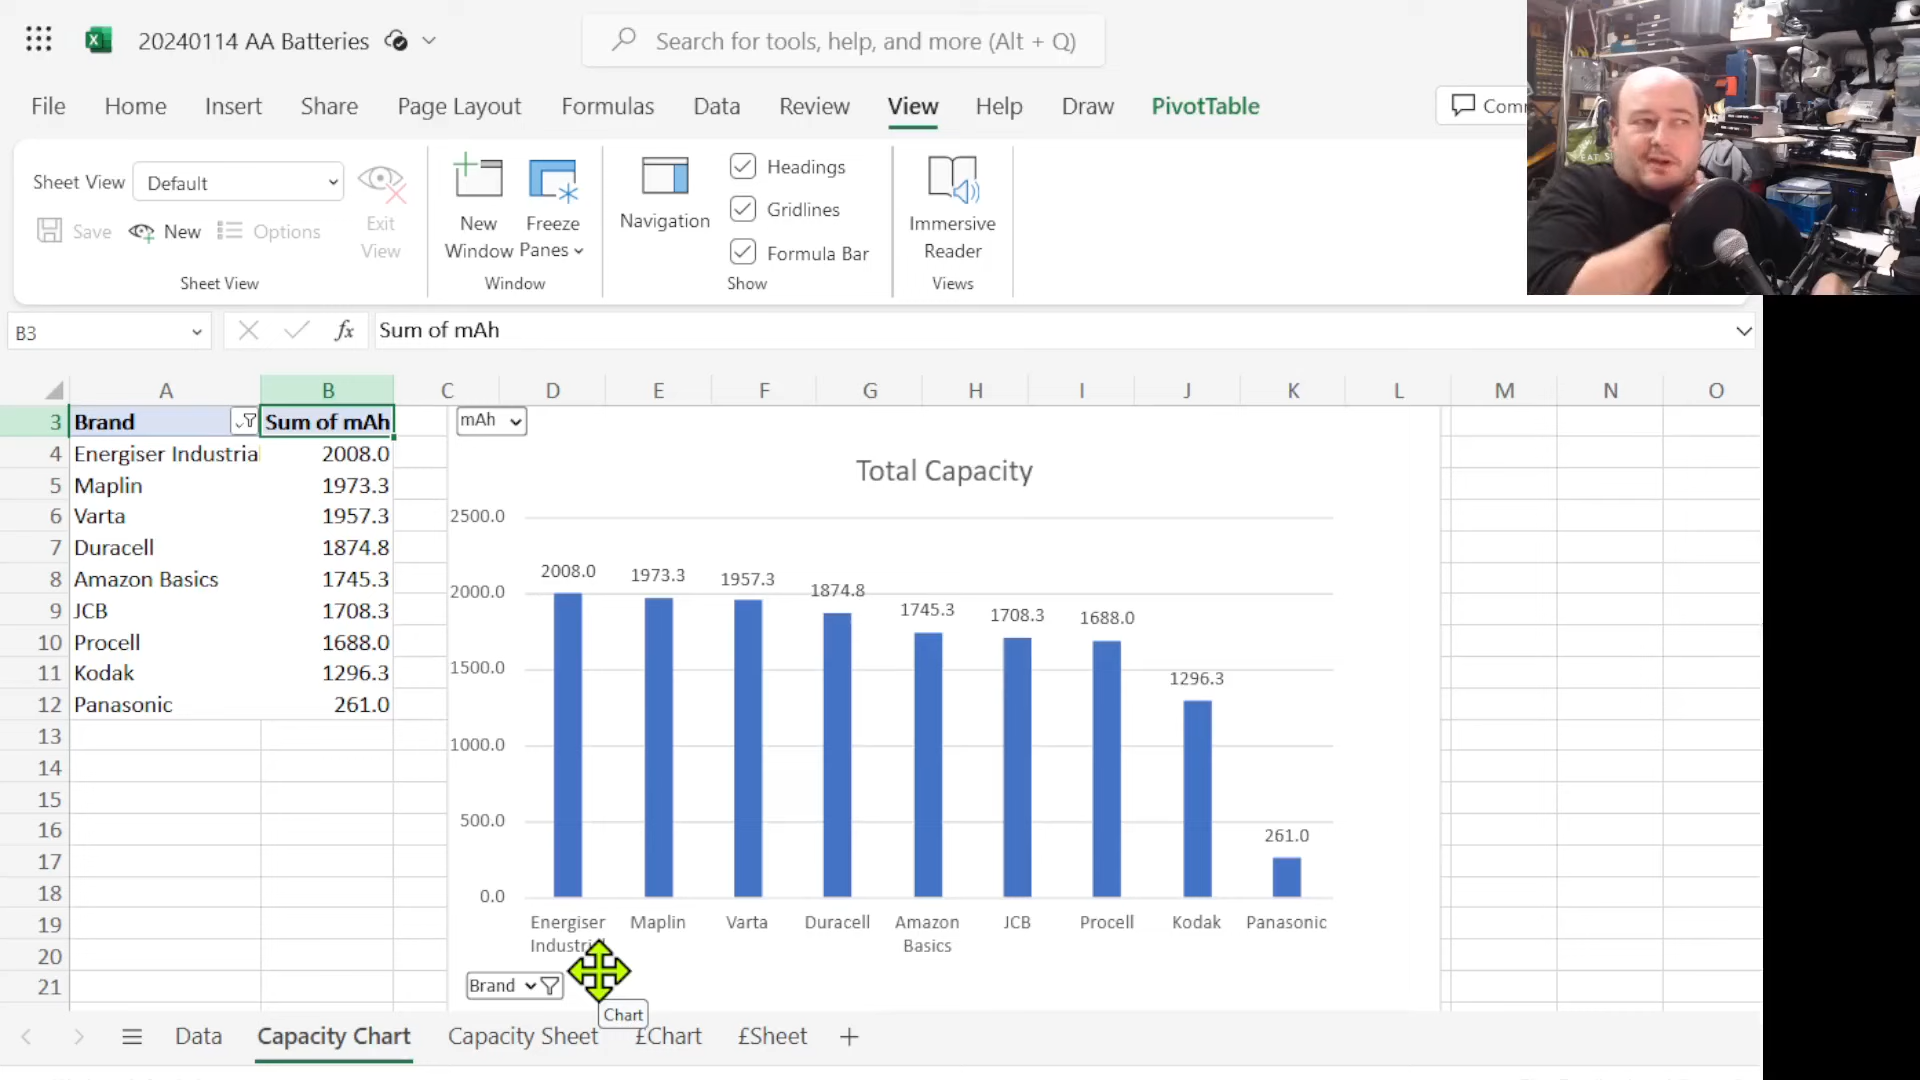 20240114 AA Batteries
Search for tools, help, and more (Alt + Q)
File Home Insert Share Page Layout Formulas Data Review View Help Draw PivotTable
Sheet View Default
Save New Options
Exit View
Sheet View
New Window
Freeze Panes
Window
Navigation
Headings
Gridlines
Formula Bar
Show
Immersive Reader
Views
B3 fx Sum of mAh
A B C D E F G H I J K L M N O
3 Brand Sum of mAh
4 Energiser Industrial 2008.0
5 Maplin 1973.3
6 Varta 1957.3
7 Duracell 1874.8
8 Amazon Basics 1745.3
9 JCB 1708.3
10 Procell 1688.0
11 Kodak 1296.3
12 Panasonic 261.0
13
14
15
16
17
18
19
20
21
mAh
Total Capacity
2500.0
2000.0
1500.0
1000.0
500.0
0.0
2008.0 1973.3 1957.3 1874.8 1745.3 1708.3 1688.0 1296.3 261.0
Energiser Industrial Maplin Varta Duracell Amazon Basics JCB Procell Kodak Panasonic
Brand
Chart
Data Capacity Chart Capacity Sheet £Chart £Sheet